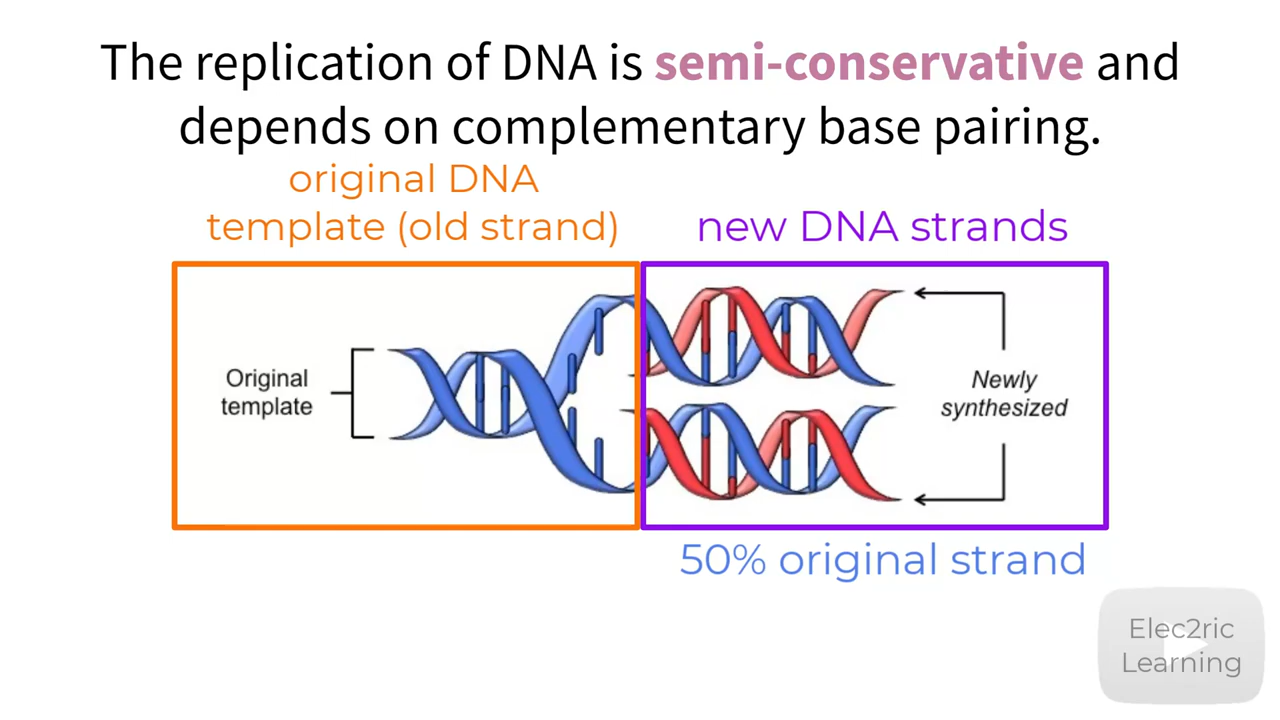 The replication of DNA is semi-conservative and
depends on complementary base pairing.
original DNA
template (old strand)
new DNA strands
Original
template
Newly
synthesized
50% original strand
Elec2ric
Learning